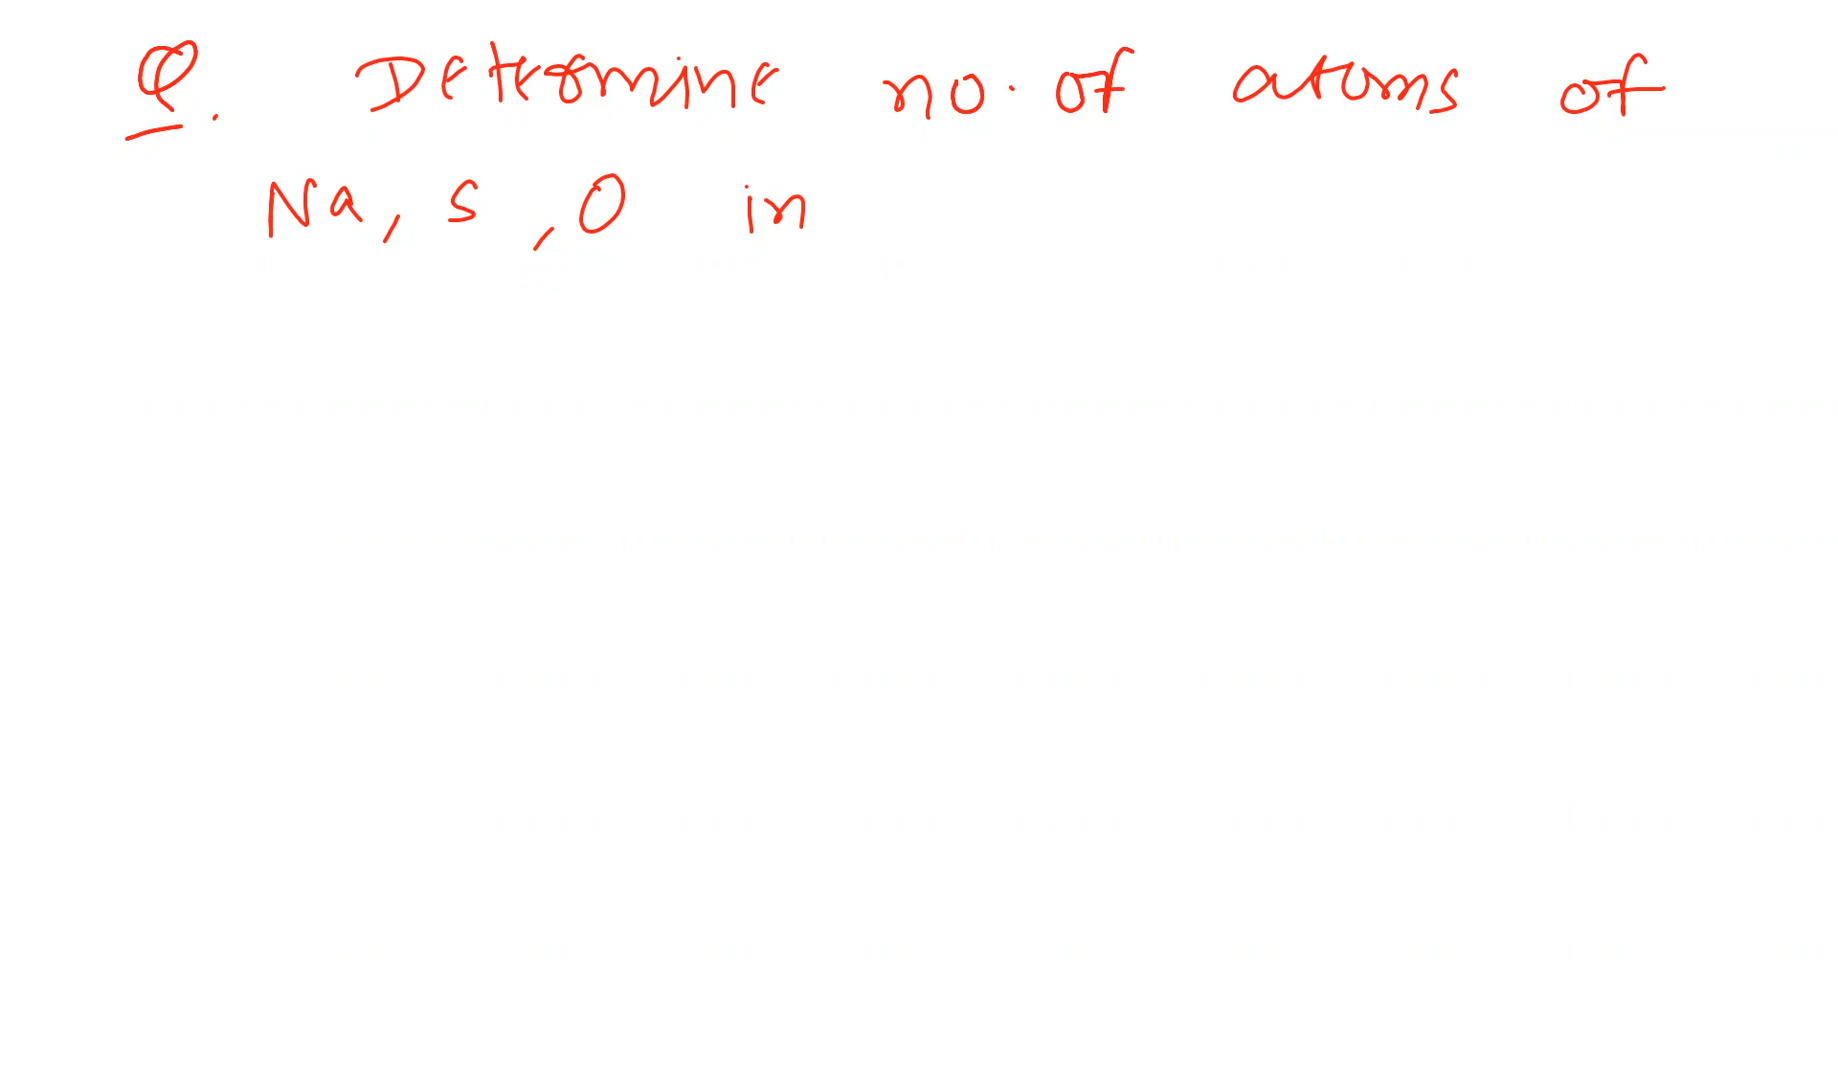 Q. Determine no. of atoms of
Na, S, O in